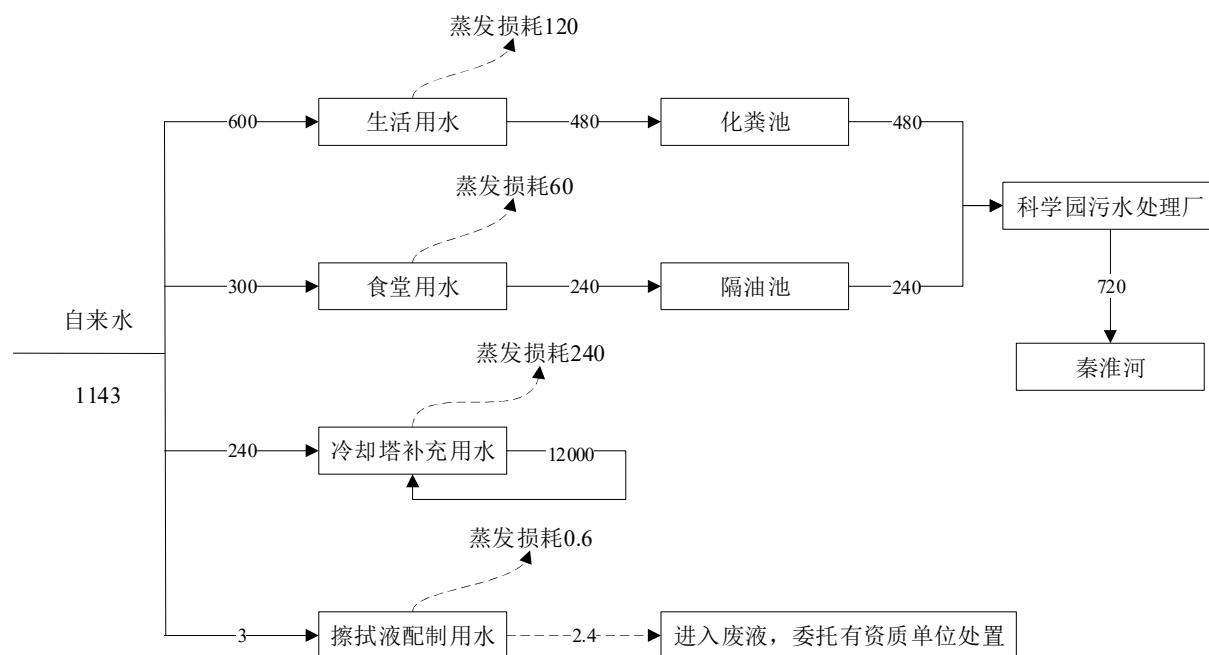 蒸发损耗120
600
生活用水
480
化粪池
480
蒸发损耗60
科学园污水处理厂
300
食堂用水
240
隔油池
240
720
自来水
1143
蒸发损耗240
秦淮河
240
冷却塔补充用水
12000
蒸发损耗0.6
3
擦拭液配制用水
2.4
进入废液，委托有资质单位处置